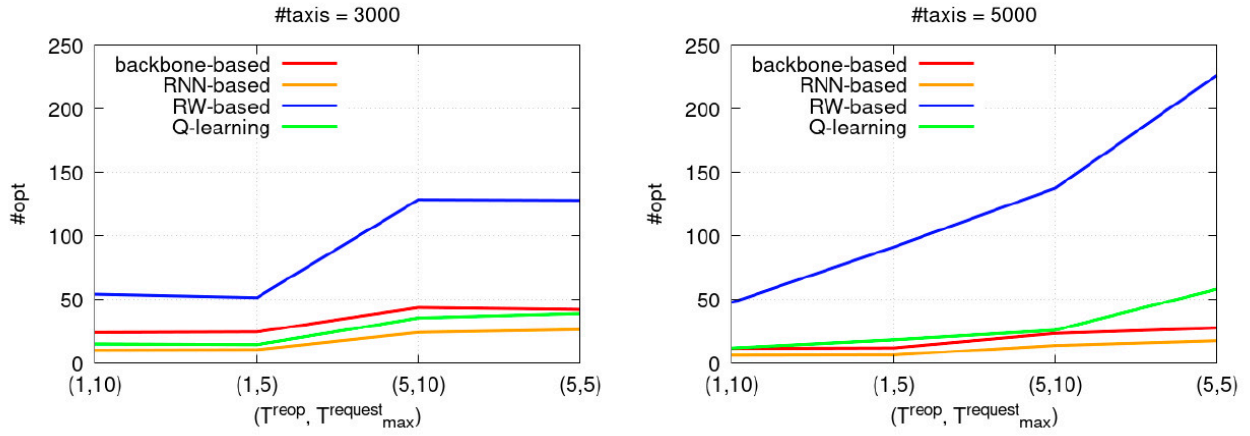 #taxis = 3000
250
200
150
100
50
0
#opt
backbone-based
RNN-based
RW-based
Q-learning
(1,10)
(1,5)
(5,10)
(5,5)
(T^reop, T^request_max)
#taxis = 5000
250
200
150
100
50
0
#opt
backbone-based
RNN-based
RW-based
Q-learning
(1,10)
(1,5)
(5,10)
(5,5)
(T^reop, T^request_max)